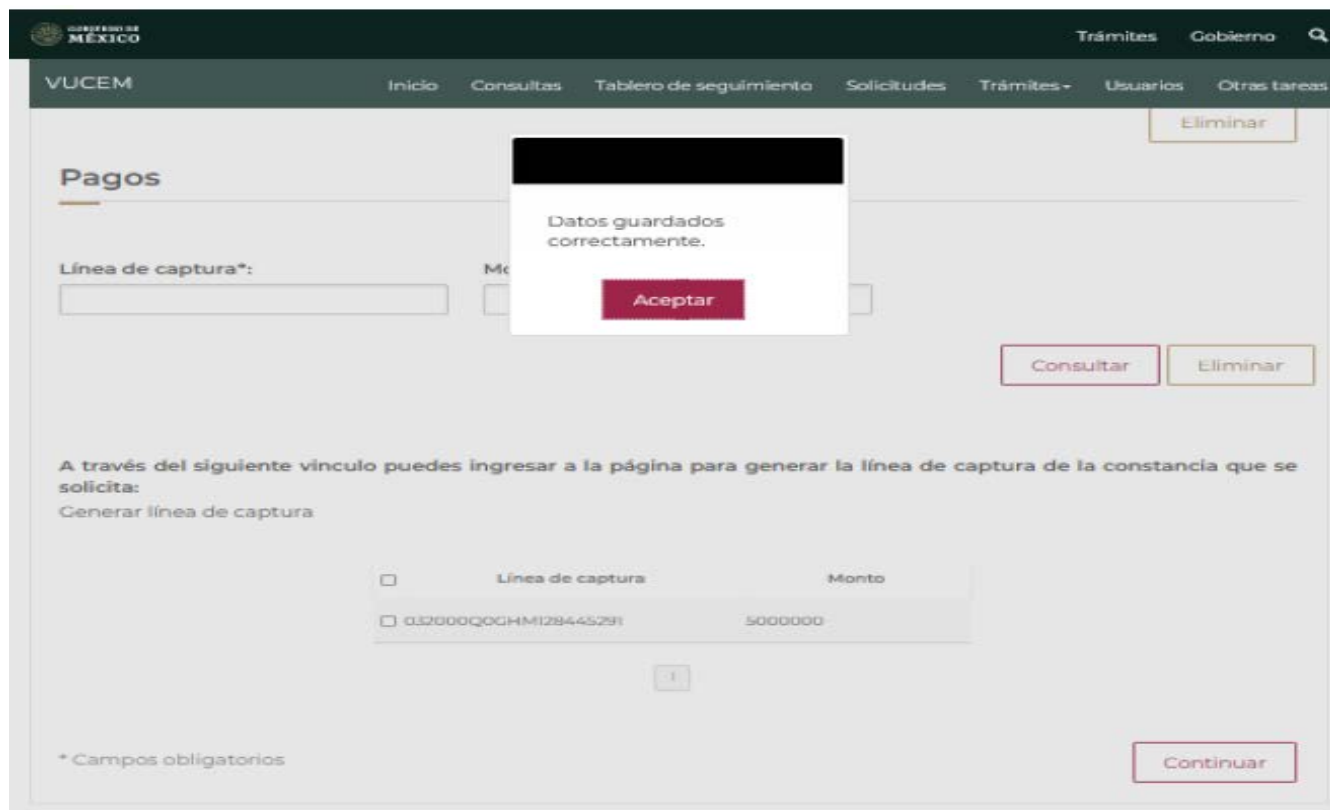 GOBIERNO DE
MÉXICO
Trámites Gobierno
VUCEM Inicio Consultas Tablero de seguimiento Solicitudes Trámites Usuarios Otras tareas
Eliminar
Pagos
Datos guardados
correctamente.
Aceptar
Línea de captura*:
Consultar Eliminar
A través del siguiente vinculo puedes ingresar a la página para generar la línea de captura de la constancia que se
solicita:
Generar línea de captura
Línea de captura Monto
032000Q0GHM128445291 5000000
1
* Campos obligatorios
Continuar